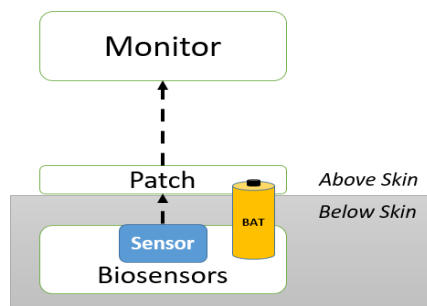 Monitor
Patch
Above Skin
Below Skin
BAT
Sensor
Biosensors